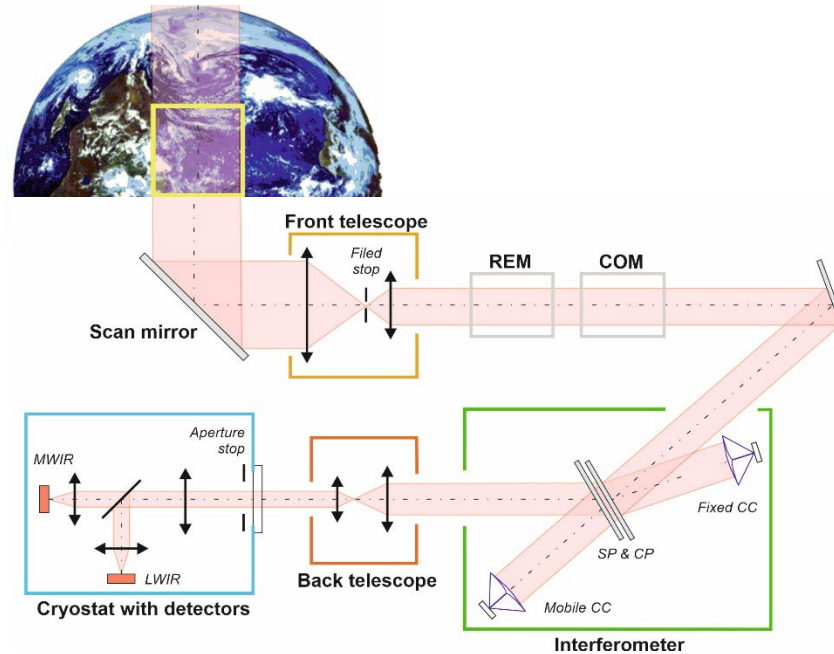 Front telescope
Filed
stop
REM
COM
Scan mirror
Aperture
stop
MWIR
LWIR
Cryostat with detectors
Back telescope
Fixed CC
SP & CP
Mobile CC
Interferometer